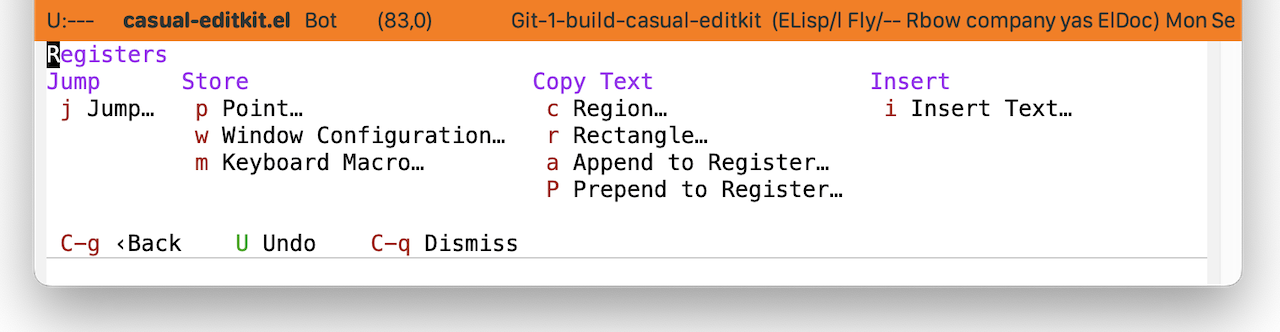 U:--- casual-editkit.el Bot (83,0) Git-1-build-casual-editkit (ELisp/l Fly/-- Rbow company yas ElDoc) Mon Se
Registers
Jump Store Copy Text Insert
j Jump… p Point… c Region… i Insert Text…
w Window Configuration… r Rectangle…
m Keyboard Macro… a Append to Register…
P Prepend to Register…
C-g ‹Back U Undo C-q Dismiss